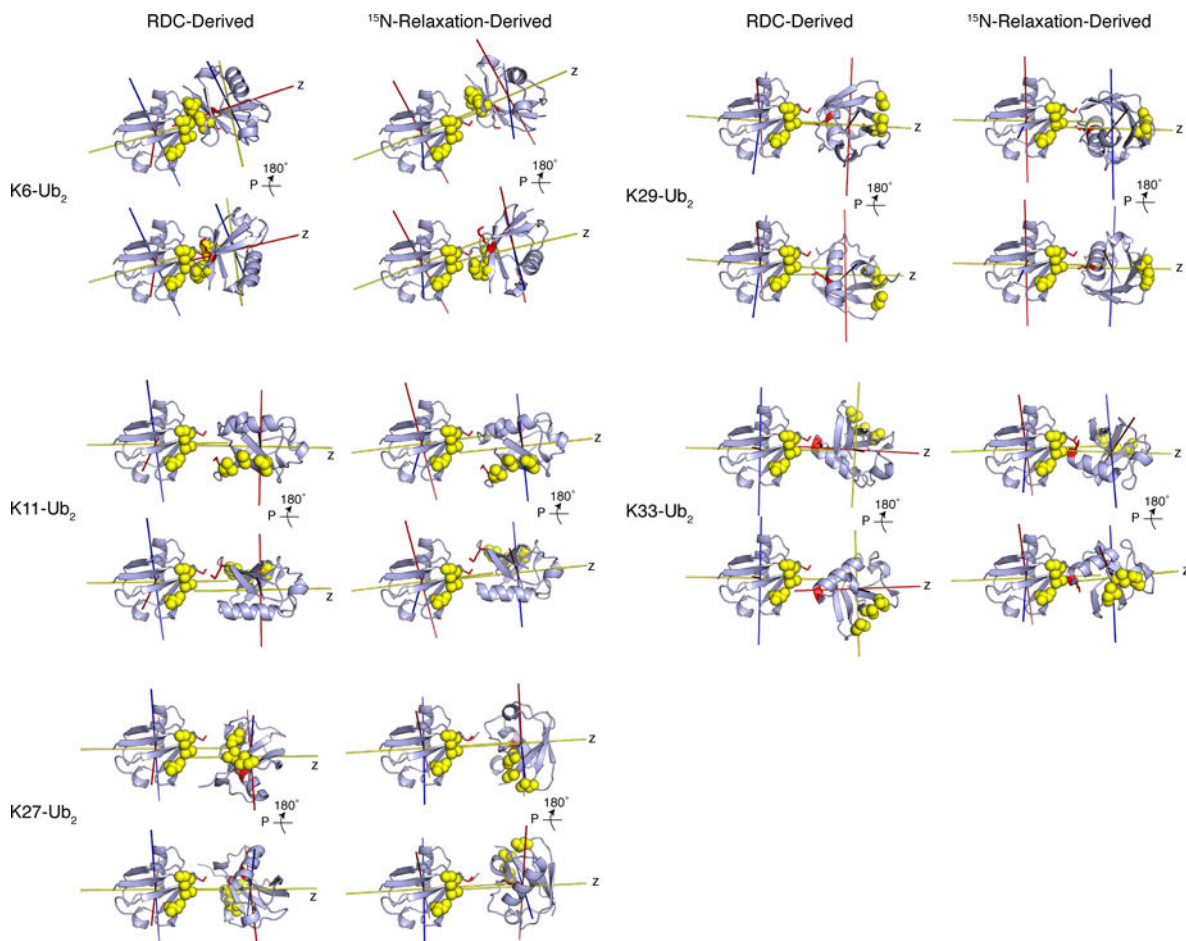 RDC-Derived
¹⁵N-Relaxation-Derived
z
z
180°
P
180°
P
K6-Ub₂
z
z
z
z
180°
P
180°
P
K11-Ub₂
z
z
z
z
180°
P
180°
P
K27-Ub₂
z
z
RDC-Derived
¹⁵N-Relaxation-Derived
z
z
180°
P
180°
P
K29-Ub₂
z
z
z
z
180°
P
180°
P
K33-Ub₂
z
z